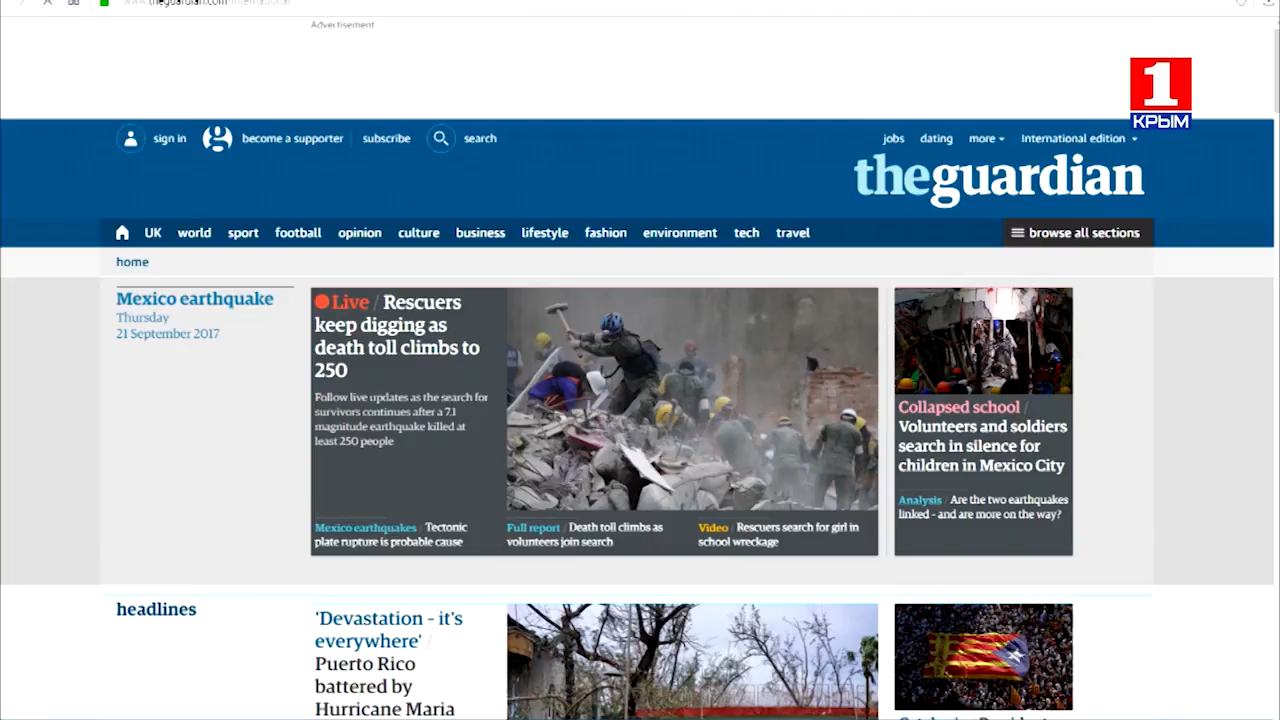 www.theguardian.com/international
Advertisement
1
КРЫМ
sign in
become a supporter
subscribe
search
jobs
dating
more
International edition
theguardian
UK
world
sport
football
opinion
culture
business
lifestyle
fashion
environment
tech
travel
browse all sections
home
Mexico earthquake
Thursday
21 September 2017
Live / Rescuers
keep digging as
death toll climbs to
250
Follow live updates as the search for
survivors continues after a 7.1
magnitude earthquake killed at
least 250 people
Mexico earthquakes / Tectonic
plate rupture is probable cause
Full report / Death toll climbs as
volunteers join search
Video / Rescuers search for girl in
school wreckage
Collapsed school /
Volunteers and soldiers
search in silence for
children in Mexico City
Analysis / Are the two earthquakes
linked - and are more on the way?
headlines
'Devastation - it's
everywhere' /
Puerto Rico
battered by
Hurricane Maria